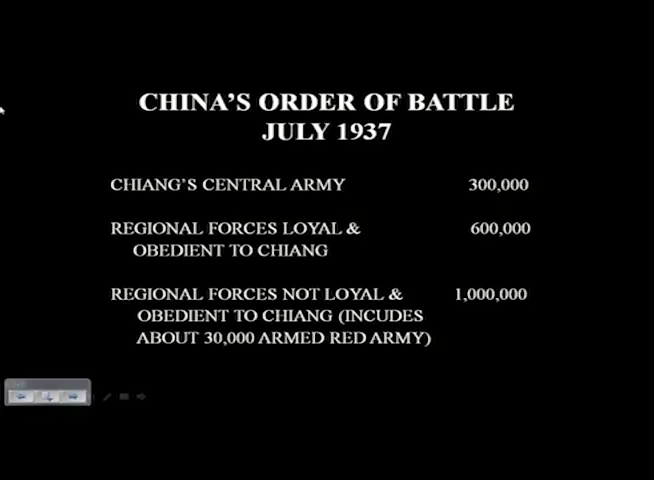 CHINA'S ORDER OF BATTLE
JULY 1937
CHIANG'S CENTRAL ARMY 300,000
REGIONAL FORCES LOYAL & 600,000
OBEDIENT TO CHIANG
REGIONAL FORCES NOT LOYAL & 1,000,000
OBEDIENT TO CHIANG (INCUDES
ABOUT 30,000 ARMED RED ARMY)